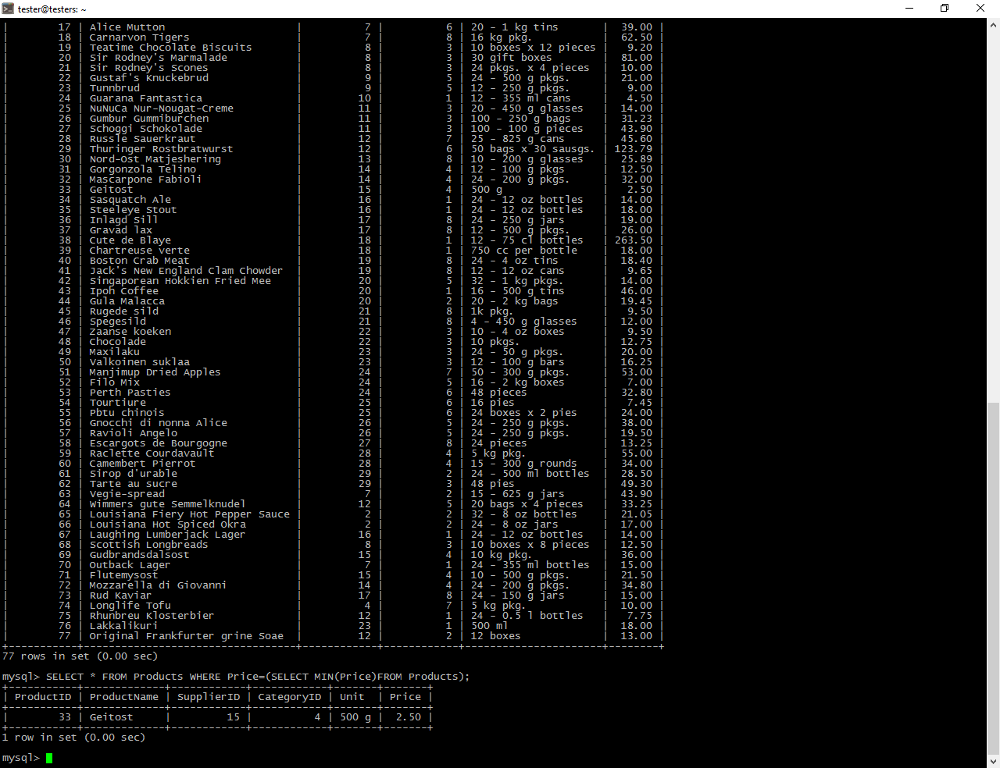 tester@testers: ~
| 17 | Alice Mutton | 7 | 6 | 20 - 1 kg tins | 39.00 |
| 18 | Carnarvon Tigers | 7 | 8 | 16 kg pkg. | 62.50 |
| 19 | Teatime Chocolate Biscuits | 8 | 3 | 10 boxes x 12 pieces | 9.20 |
| 20 | Sir Rodney's Marmalade | 8 | 3 | 30 gift boxes | 81.00 |
| 21 | Sir Rodney's Scones | 8 | 3 | 24 pkgs. x 4 pieces | 10.00 |
| 22 | Gustaf's Knuckebrud | 9 | 5 | 24 - 500 g pkgs. | 21.00 |
| 23 | Tunnbrud | 9 | 5 | 12 - 250 g pkgs. | 9.00 |
| 24 | Guarana Fantastica | 10 | 1 | 12 - 355 ml cans | 4.50 |
| 25 | NuNuCa Nur-Nougat-Creme | 11 | 3 | 20 - 450 g glasses | 14.00 |
| 26 | Gumbur Gummiburchen | 11 | 3 | 100 - 250 g bags | 31.23 |
| 27 | Schoggi Schokolade | 11 | 3 | 100 - 100 g pieces | 43.90 |
| 28 | Russle Sauerkraut | 12 | 7 | 25 - 825 g cans | 45.60 |
| 29 | Thuringer Rostbratwurst | 12 | 6 | 50 bags x 30 sausgs. | 123.79 |
| 30 | Nord-Ost Matjeshering | 13 | 8 | 10 - 200 g glasses | 25.89 |
| 31 | Gorgonzola Telino | 14 | 4 | 12 - 100 g pkgs | 12.50 |
| 32 | Mascarpone Fabioli | 14 | 4 | 24 - 200 g pkgs. | 32.00 |
| 33 | Geitost | 15 | 4 | 500 g | 2.50 |
| 34 | Sasquatch Ale | 16 | 1 | 24 - 12 oz bottles | 14.00 |
| 35 | Steeleye Stout | 16 | 1 | 24 - 12 oz bottles | 18.00 |
| 36 | Inlagd Sill | 17 | 8 | 24 - 250 g jars | 19.00 |
| 37 | Gravad lax | 17 | 8 | 12 - 500 g pkgs. | 26.00 |
| 38 | Cute de Blaye | 18 | 1 | 12 - 75 cl bottles | 263.50 |
| 39 | Chartreuse verte | 18 | 1 | 750 cc per bottle | 18.00 |
| 40 | Boston Crab Meat | 19 | 8 | 24 - 4 oz tins | 18.40 |
| 41 | Jack's New England Clam Chowder | 19 | 8 | 12 - 12 oz cans | 9.65 |
| 42 | Singaporean Hokkien Fried Mee | 20 | 5 | 32 - 1 kg pkgs. | 14.00 |
| 43 | Ipoh Coffee | 20 | 1 | 16 - 500 g tins | 46.00 |
| 44 | Gula Malacca | 20 | 2 | 20 - 2 kg bags | 19.45 |
| 45 | Rugede sild | 21 | 8 | 1k pkg. | 9.50 |
| 46 | Spegesild | 21 | 8 | 4 - 450 g glasses | 12.00 |
| 47 | Zaanse koeken | 22 | 3 | 10 - 4 oz boxes | 9.50 |
| 48 | Chocolade | 22 | 3 | 10 pkgs. | 12.75 |
| 49 | Maxilaku | 23 | 3 | 24 - 50 g pkgs. | 20.00 |
| 50 | Valkoinen suklaa | 23 | 3 | 12 - 100 g bars | 16.25 |
| 51 | Manjimup Dried Apples | 24 | 7 | 50 - 300 g pkgs. | 53.00 |
| 52 | Filo Mix | 24 | 5 | 16 - 2 kg boxes | 7.00 |
| 53 | Perth Pasties | 24 | 6 | 48 pieces | 32.80 |
| 54 | Tourtiure | 25 | 6 | 16 pies | 7.45 |
| 55 | Pbtu chinois | 25 | 6 | 24 boxes x 2 pies | 24.00 |
| 56 | Gnocchi di nonna Alice | 26 | 5 | 24 - 250 g pkgs. | 38.00 |
| 57 | Ravioli Angelo | 26 | 5 | 24 - 250 g pkgs. | 19.50 |
| 58 | Escargots de Bourgogne | 27 | 8 | 24 pieces | 13.25 |
| 59 | Raclette Courdavault | 28 | 4 | 5 kg pkg. | 55.00 |
| 60 | Camembert Pierrot | 28 | 4 | 15 - 300 g rounds | 34.00 |
| 61 | Sirop d'urable | 29 | 2 | 24 - 500 ml bottles | 28.50 |
| 62 | Tarte au sucre | 29 | 3 | 48 pies | 49.30 |
| 63 | Vegie-spread | 7 | 2 | 15 - 625 g jars | 43.90 |
| 64 | Wimmers gute Semmelknudel | 12 | 5 | 20 bags x 4 pieces | 33.25 |
| 65 | Louisiana Fiery Hot Pepper Sauce | 2 | 2 | 32 - 8 oz bottles | 21.05 |
| 66 | Louisiana Hot Spiced Okra | 2 | 2 | 24 - 8 oz jars | 17.00 |
| 67 | Laughing Lumberjack Lager | 16 | 1 | 24 - 12 oz bottles | 14.00 |
| 68 | Scottish Longbreads | 8 | 3 | 10 boxes x 8 pieces | 12.50 |
| 69 | Gudbrandsdalsost | 15 | 4 | 10 kg pkg. | 36.00 |
| 70 | Outback Lager | 7 | 1 | 24 - 355 ml bottles | 15.00 |
| 71 | Flutemysost | 15 | 4 | 10 - 500 g pkgs. | 21.50 |
| 72 | Mozzarella di Giovanni | 14 | 4 | 24 - 200 g pkgs. | 34.80 |
| 73 | Rud Kaviar | 17 | 8 | 24 - 150 g jars | 15.00 |
| 74 | Longlife Tofu | 4 | 7 | 5 kg pkg. | 10.00 |
| 75 | Rhunbreu Klosterbier | 12 | 1 | 24 - 0.5 l bottles | 7.75 |
| 76 | Lakkalikuri | 23 | 1 | 500 ml | 18.00 |
| 77 | Original Frankfurter grine Soae | 12 | 2 | 12 boxes | 13.00 |
+-----------+----------------------------------+------------+------------+----------------------+--------+
77 rows in set (0.00 sec)
mysql> SELECT * FROM Products WHERE Price=(SELECT MIN(Price)FROM Products);
+-----------+-------------+------------+------------+-------+-------+
| ProductID | ProductName | SupplierID | CategoryID | Unit | Price |
+-----------+-------------+------------+------------+-------+-------+
| 33 | Geitost | 15 | 4 | 500 g | 2.50 |
+-----------+-------------+------------+------------+-------+-------+
1 row in set (0.00 sec)
mysql>